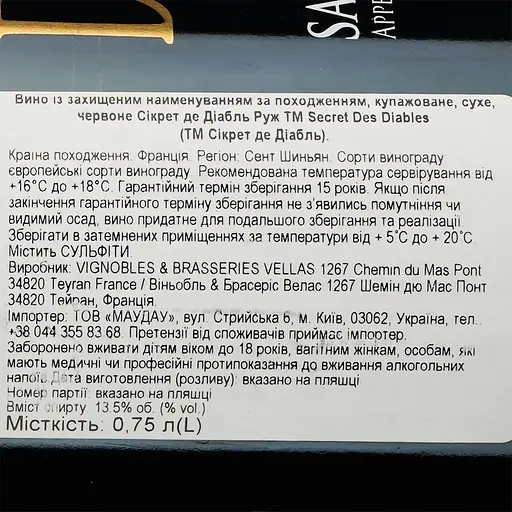 SA
APPE
Вино із захищеним найменуванням за походженням, купажоване, сухе,
червоне Сікрет де Діабль Руж ТМ Secret Des Diables
(ТМ Сікрет де Діабль).
Країна походження: Франція. Регіон: Сент Шиньян. Сорти винограду
європейські сорти винограду. Рекомендована температура сервірування від
+16°С до +18°С. Гарантійний термін зберігання 15 років. Якщо після
закінчення гарантійного терміну зберігання не з'явились помутніння чи
видимий осад, вино придатне для подальшого зберігання та реалізації.
Зберігати в затемнених приміщеннях за температури від + 5°С до + 20°С.
Містить СУЛЬФІТИ.
Виробник: VIGNOBLES & BRASSERIES VELLAS 1267 Chemin du Mas Pont
34820 Teyran France / Віньобль & Брасеріс Велас 1267 Шемін дю Мас Понт
34820 Тейран, Франція.
Імпортер: ТОВ «МАУДАУ», вул. Стрийська 6, м. Київ, 03062, Україна, тел.:
+38 044 355 83 68. Претензії від споживачів приймає імпортер.
Заборонено вживати дітям віком до 18 років, вагітним жінкам, особам, які
мають медичні чи професійні протипоказання до вживання алкогольних
напоїв. Дата виготовлення (розливу): вказано на пляшці
Номер партії: вказано на пляшці
Вміст спирту: 13.5% об. (% vol.)
Місткість: 0,75 л(L)